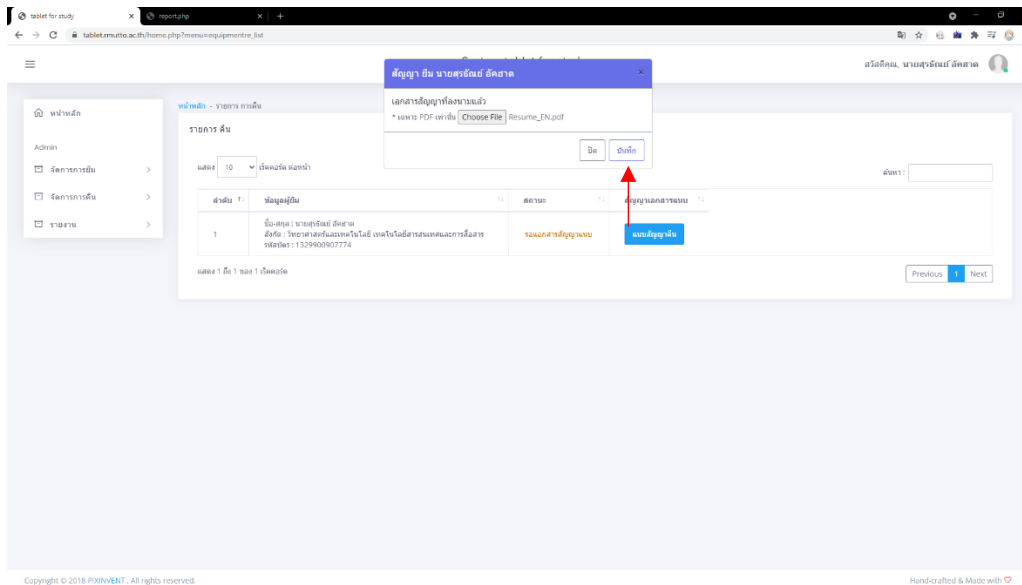 tablet for study
report.php
tablet.rmutto.ac.th/home.php?menu=equipmentre_list
สวัสดีคุณ, นายสุรธัณย์ อัคฮาด
สัญญา ยืม นายสุรธัณย์ อัคฮาด
×
เอกสารสัญญาที่ลงนามแล้ว
* เฉพาะ PDF เท่านั้น Choose File Resume_EN.pdf
ปิด บันทึก
หน้าหลัก
Admin
จัดการการยืม
จัดการการคืน
รายงาน
หน้าหลัก - รายการ การคืน
รายการ คืน
แสดง 10 เร็คคอร์ด ต่อหน้า
ค้นหา :
ลำดับ ข้อมูลผู้ยืม สถานะ สัญญาเอกสารแนบ
1
ชื่อ-สกุล : นายสุรธัณย์ อัคฮาด
สังกัด : วิทยาศาสตร์และเทคโนโลยี เทคโนโลยีสารสนเทศและการสื่อสาร
รหัสบัตร : 1329900907774
รอเอกสารสัญญาแนบ
แนบสัญญาคืน
แสดง 1 ถึง 1 ของ 1 เร็คคอร์ด
Previous 1 Next
Copyright © 2018 PIXINVENT , All rights reserved.
Hand-crafted & Made with